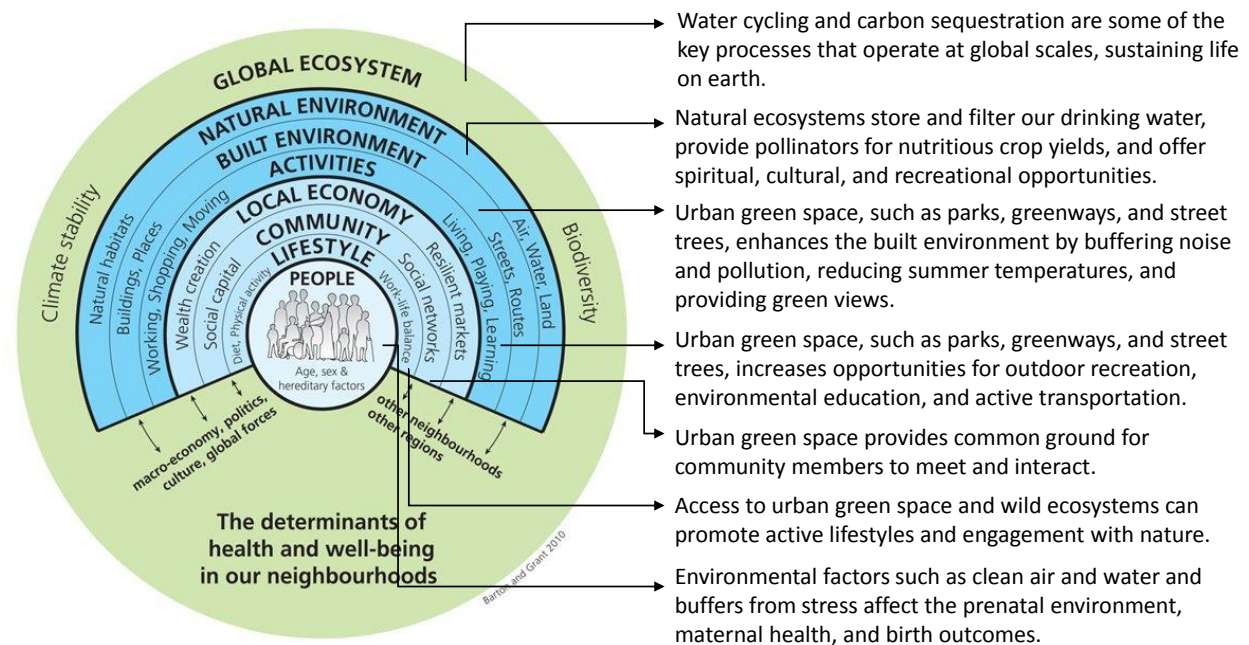 GLOBAL ECOSYSTEM
NATURAL ENVIRONMENT
BUILT ENVIRONMENT
ACTIVITIES
LOCAL ECONOMY
COMMUNITY
LIFESTYLE
PEOPLE
Climate stability
Natural habitats
Buildings, Places
Working, Shopping, Moving
Wealth creation
Social capital
Diet, Physical activity
Work-life balance
Social networks
Resilient markets
Living, Playing, Learning
Streets, Routes
Air, Water, Land
Biodiversity
Age, sex &
hereditary factors
macro-economy, politics,
culture, global forces
other neighbourhoods
other regions
The determinants of
health and well-being
in our neighbourhoods
Barton and Grant 2010
Water cycling and carbon sequestration are some of the
key processes that operate at global scales, sustaining life
on earth.
Natural ecosystems store and filter our drinking water,
provide pollinators for nutritious crop yields, and offer
spiritual, cultural, and recreational opportunities.
Urban green space, such as parks, greenways, and street
trees, enhances the built environment by buffering noise
and pollution, reducing summer temperatures, and
providing green views.
Urban green space, such as parks, greenways, and street
trees, increases opportunities for outdoor recreation,
environmental education, and active transportation.
Urban green space provides common ground for
community members to meet and interact.
Access to urban green space and wild ecosystems can
promote active lifestyles and engagement with nature.
Environmental factors such as clean air and water and
buffers from stress affect the prenatal environment,
maternal health, and birth outcomes.